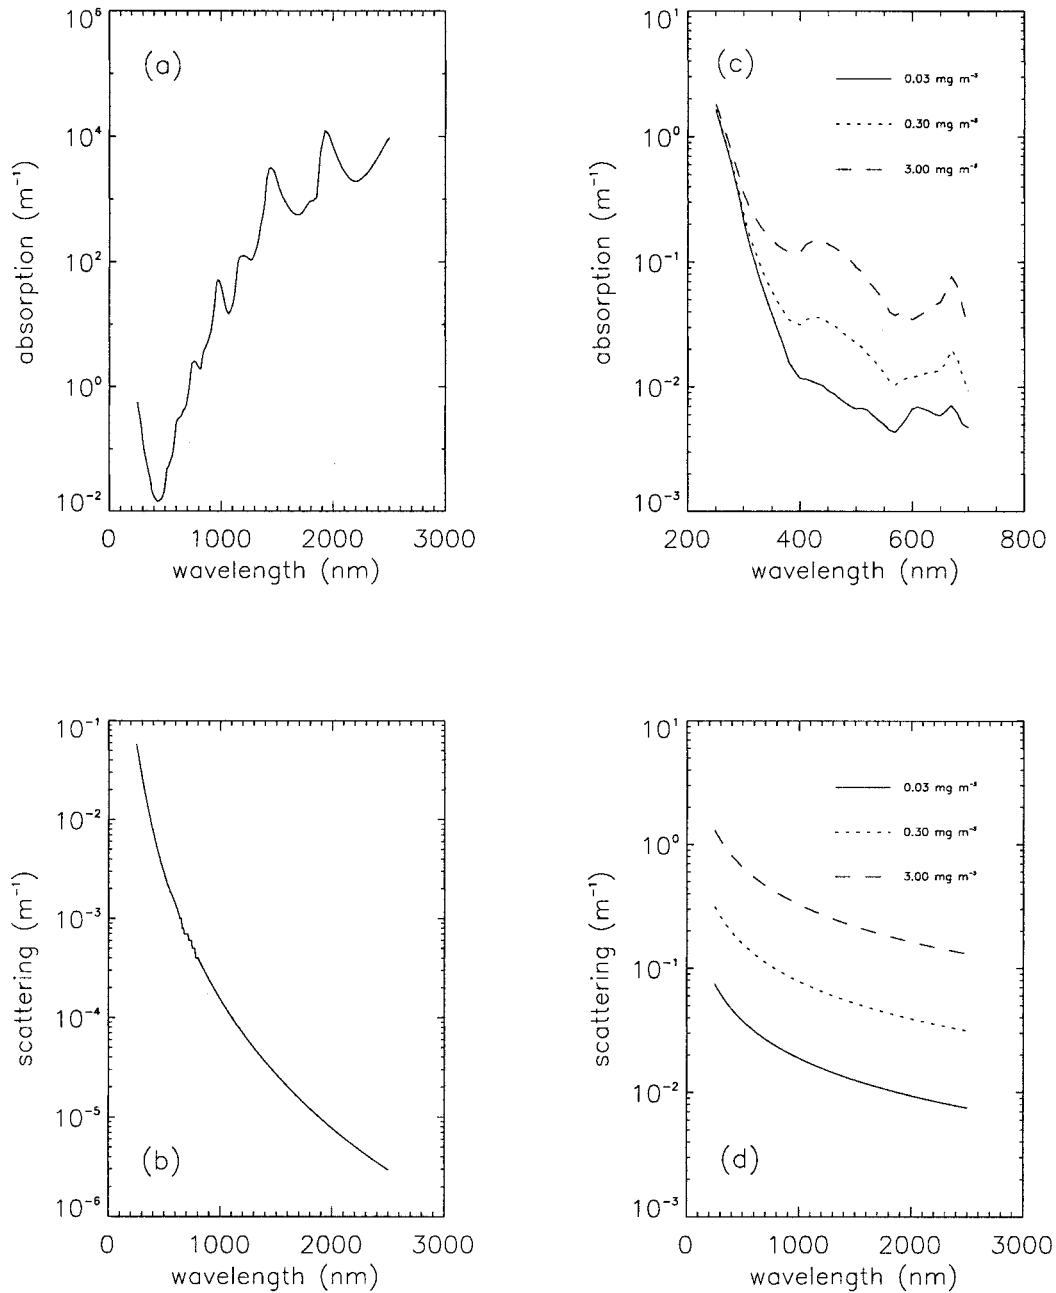 (a)
absorption (m⁻¹)
10⁶
10⁴
10²
10⁰
10⁻²
0 1000 2000 3000
wavelength (nm)
(c)
0.03 mg m⁻³
0.30 mg m⁻³
3.00 mg m⁻³
absorption (m⁻¹)
10¹
10⁰
10⁻¹
10⁻²
10⁻³
200 400 600 800
wavelength (nm)
(b)
scattering (m⁻¹)
10⁻¹
10⁻²
10⁻³
10⁻⁴
10⁻⁵
10⁻⁶
0 1000 2000 3000
wavelength (nm)
(d)
0.03 mg m⁻³
0.30 mg m⁻³
3.00 mg m⁻³
scattering (m⁻¹)
10¹
10⁰
10⁻¹
10⁻²
10⁻³
0 1000 2000 3000
wavelength (nm)